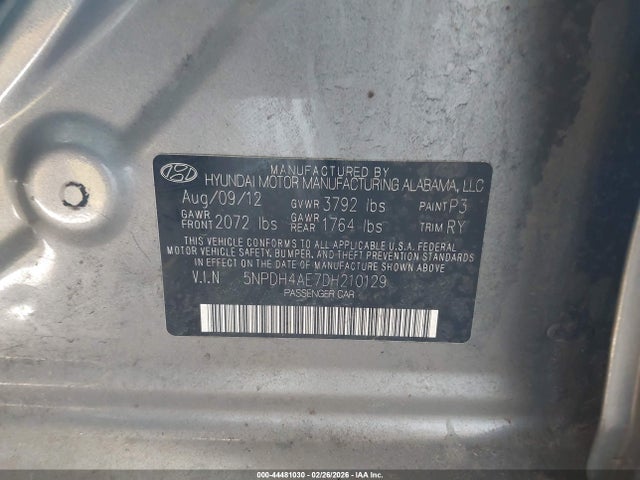 MANUFACTURED BY
HYUNDAI MOTOR MANUFACTURING ALABAMA, LLC
Aug/09/12 GVWR 3792 lbs PAINT P3
GAWR FRONT 2072 lbs GAWR REAR 1764 lbs TRIM RY
THIS VEHICLE CONFORMS TO ALL APPLICABLE U.S.A. FEDERAL
MOTOR VEHICLE SAFETY, BUMPER, AND THEFT PREVENTION
STANDARDS IN EFFECT ON THE DATE OF MANUFACTURE SHOWN ABOVE.
V.I.N 5NPDH4AE7DH210129
PASSENGER CAR
000-44481030 - 02/26/2026 - IAAI.COM